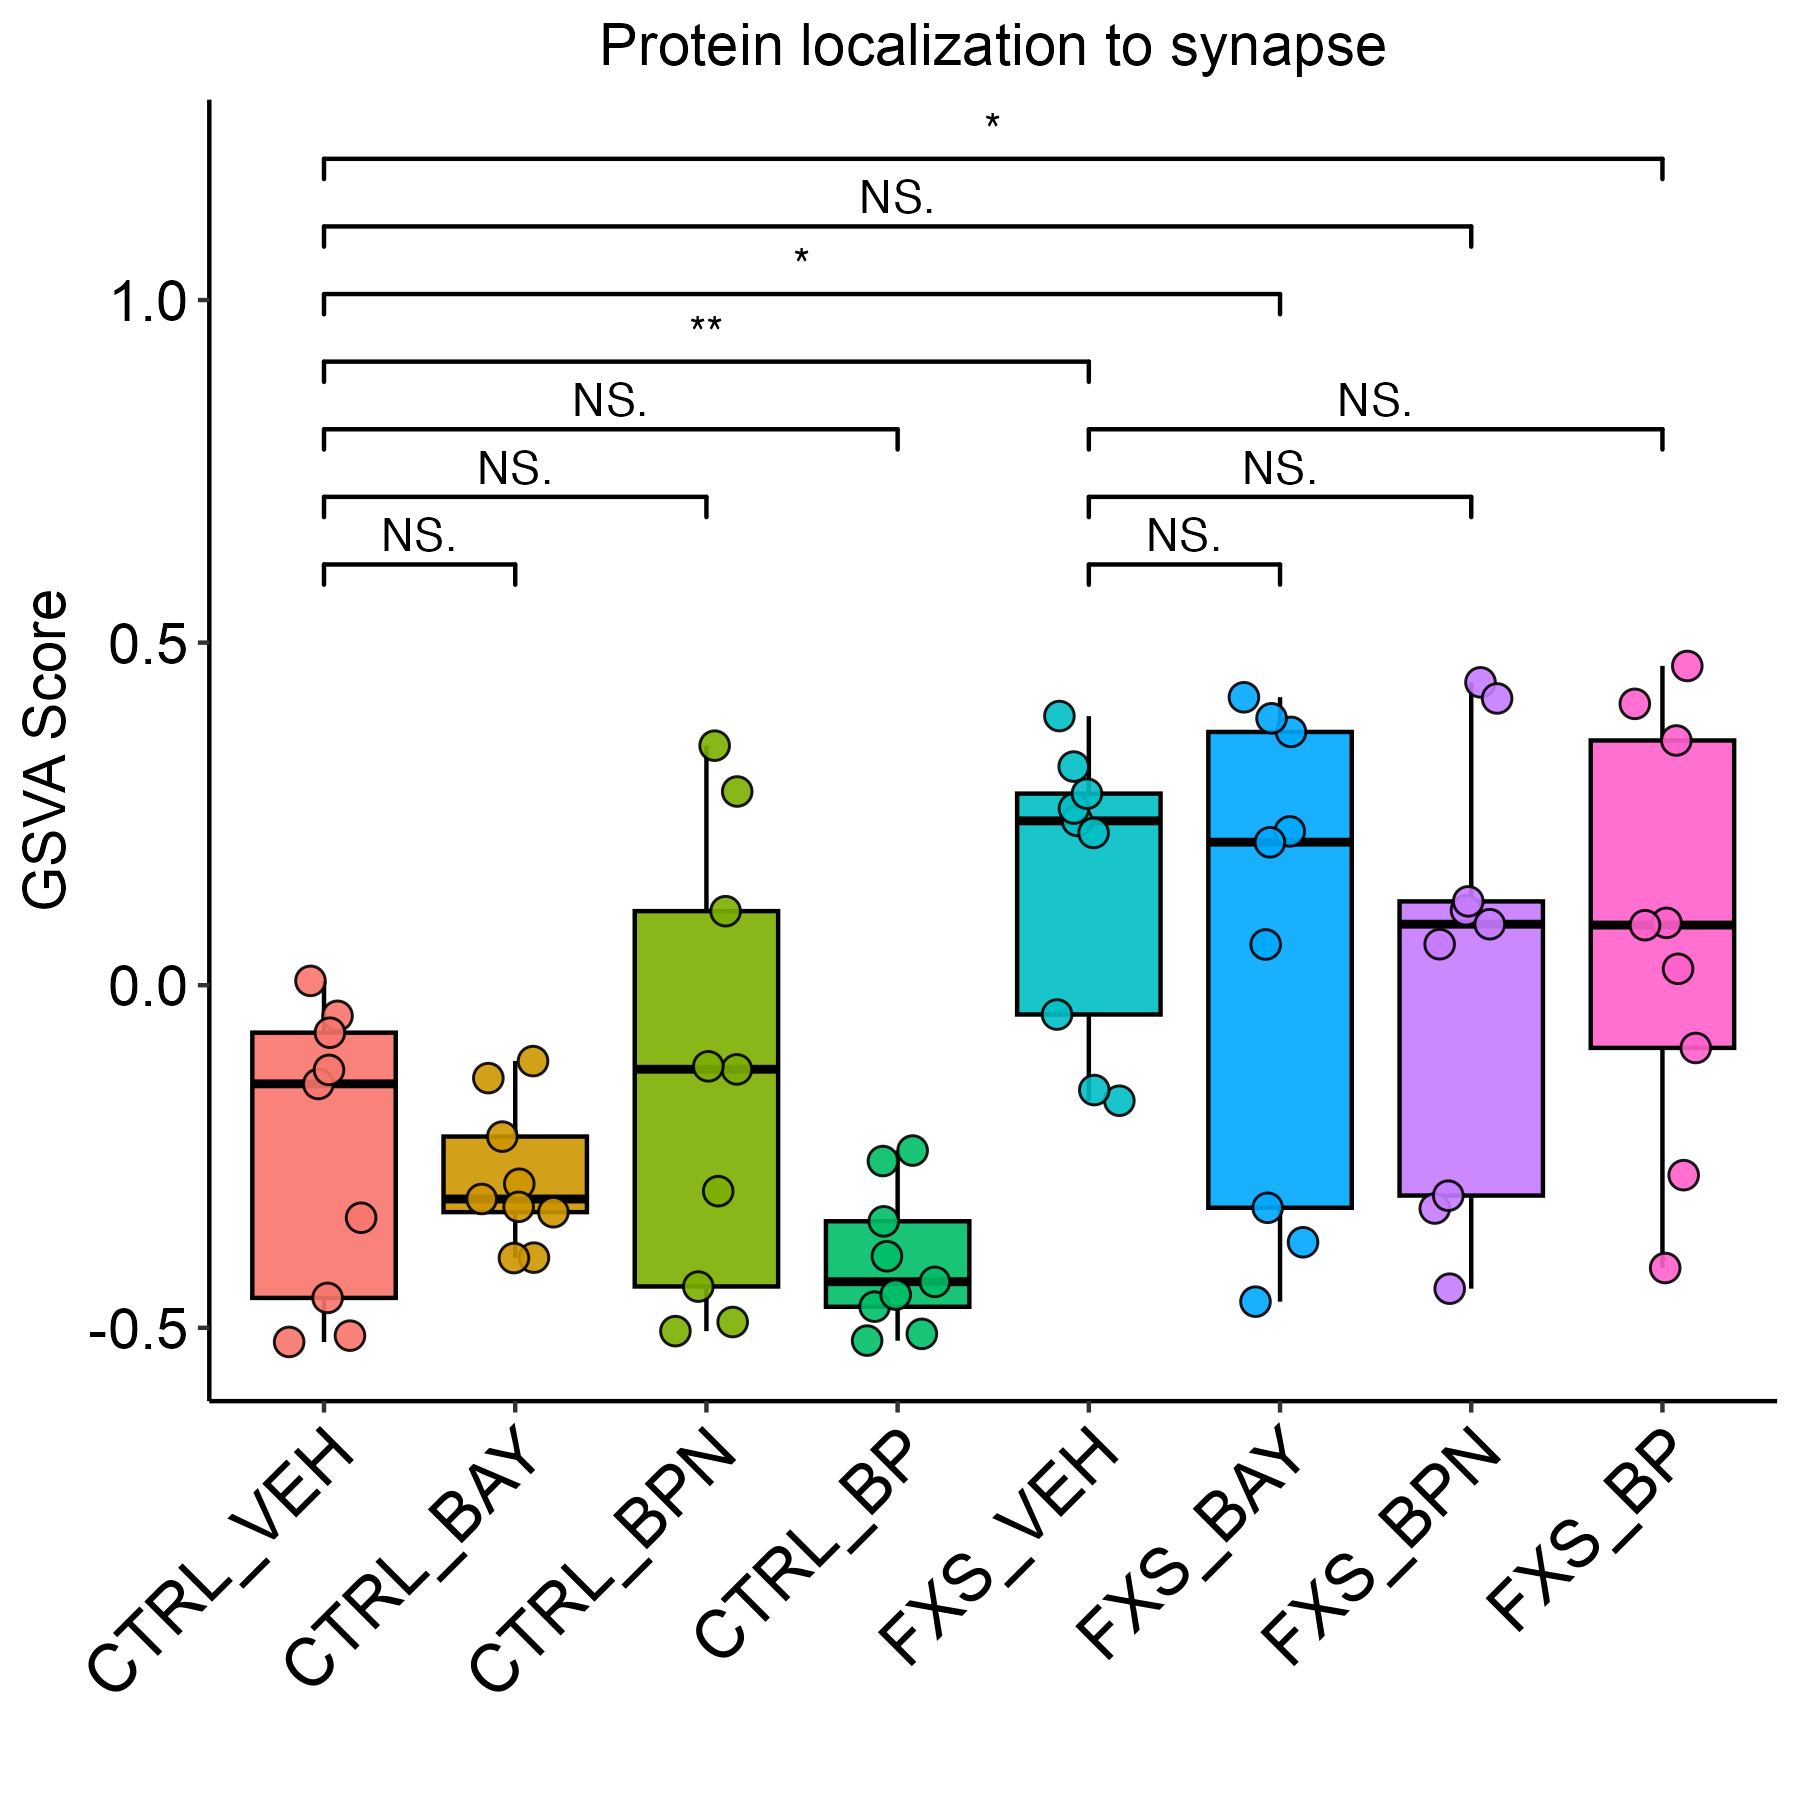 Protein localization to synapse
*
NS.
*
**
NS.
NS.
NS.
NS.
NS.
NS.
GSVA Score
1.0
0.5
0.0
-0.5
CTRL_VEH
CTRL_BAY
CTRL_BPN
CTRL_BP
FXS_VEH
FXS_BAY
FXS_BPN
FXS_BP